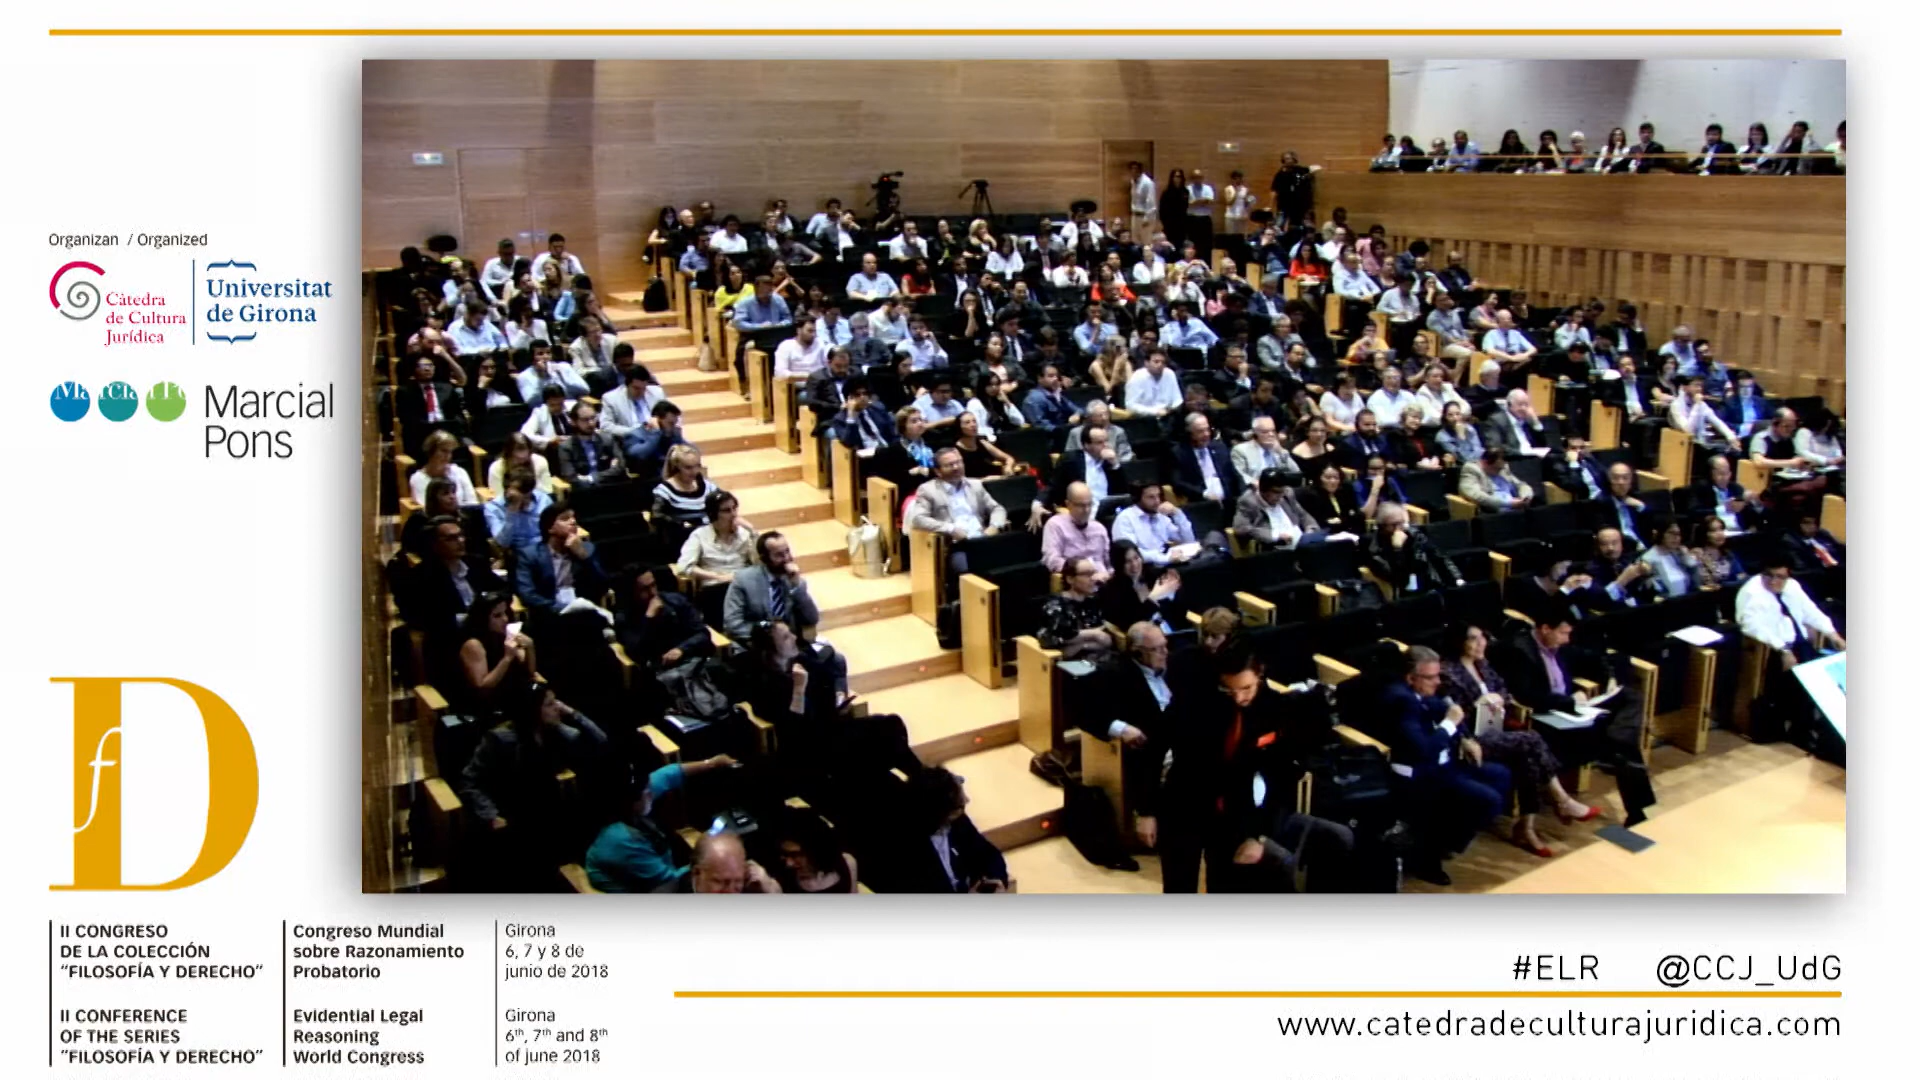 Organizan / Organized
Càtedra
de Cultura
Jurídica
Universitat
de Girona
Marcial
Pons
fD
II CONGRESO
DE LA COLECCIÓN
"FILOSOFÍA Y DERECHO"
II CONFERENCE
OF THE SERIES
"FILOSOFÍA Y DERECHO"
Congreso Mundial
sobre Razonamiento
Probatorio
Evidential Legal
Reasoning
World Congress
Girona
6, 7 y 8 de
junio de 2018
Girona
6th, 7th and 8th
of june 2018
#ELR @CCJ_UdG
www.catedradeculturajuridica.com